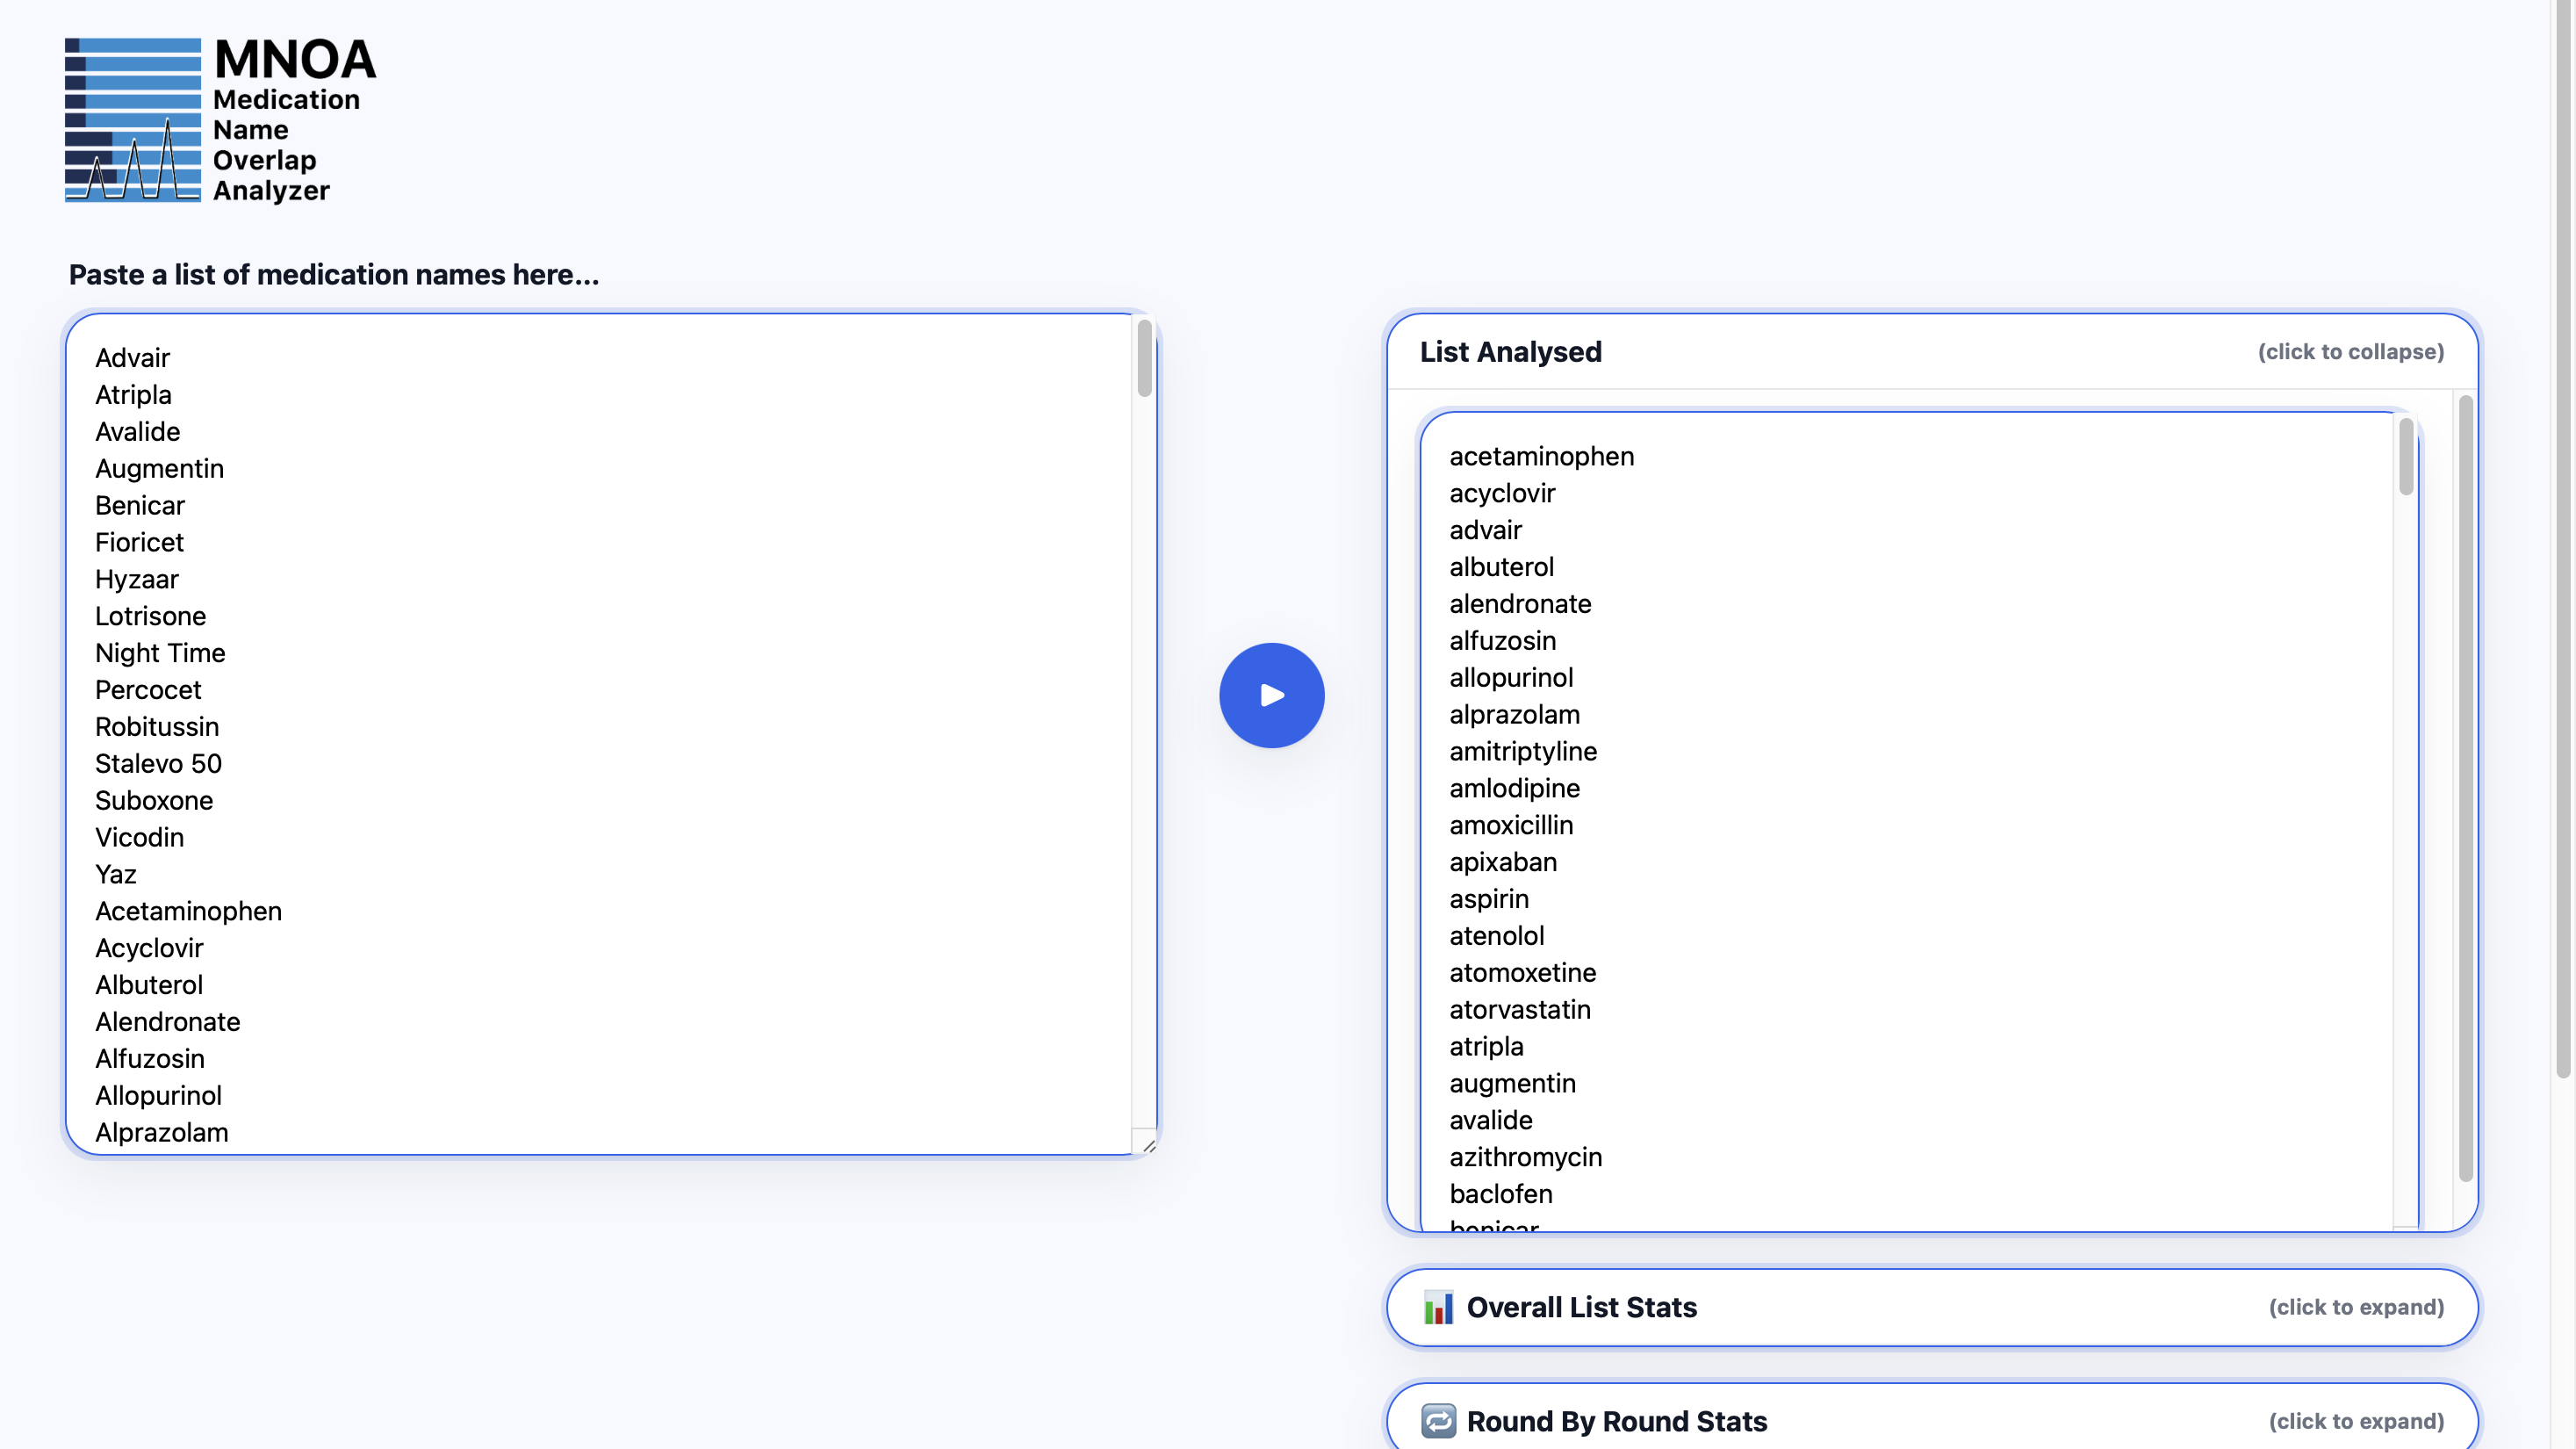 MNOA
Medication
Name
Overlap
Analyzer
Paste a list of medication names here...
Advair
Atripla
Avalide
Augmentin
Benicar
Fioricet
Hyzaar
Lotrisone
Night Time
Percocet
Robitussin
Stalevo 50
Suboxone
Vicodin
Yaz
Acetaminophen
Acyclovir
Albuterol
Alendronate
Alfuzosin
Allopurinol
Alprazolam
List Analysed (click to collapse)
acetaminophen
acyclovir
advair
albuterol
alendronate
alfuzosin
allopurinol
alprazolam
amitriptyline
amlodipine
amoxicillin
apixaban
aspirin
atenolol
atomoxetine
atorvastatin
atripla
augmentin
avalide
azithromycin
baclofen
benicar
Overall List Stats (click to expand)
Round By Round Stats (click to expand)